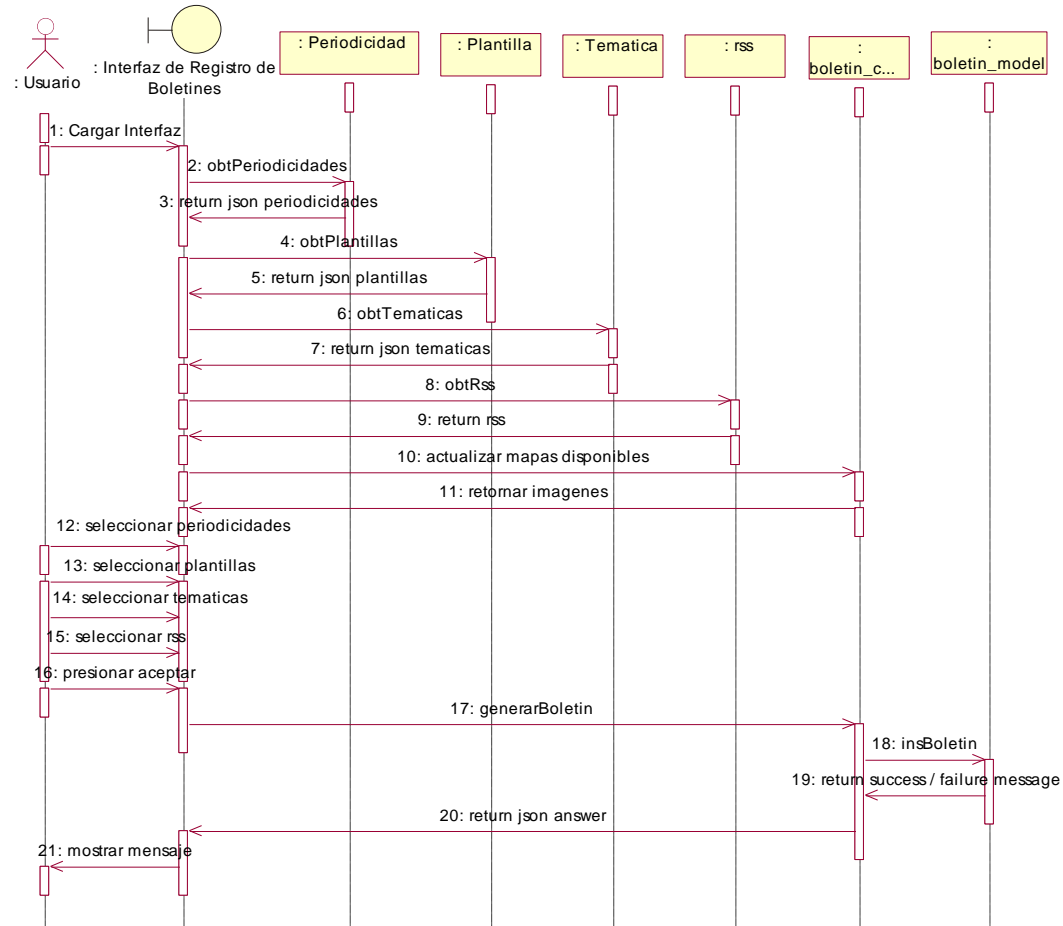 : Usuario
: Interfaz de Registro de
Boletines
: Periodicidad
: Plantilla
: Tematica
: rss
:
boletin_c...
:
boletin_model
1: Cargar Interfaz
2: obtPeriodicidades
3: return json periodicidades
4: obtPlantillas
5: return json plantillas
6: obtTematicas
7: return json tematicas
8: obtRss
9: return rss
10: actualizar mapas disponibles
11: retornar imagenes
12: seleccionar periodicidades
13: seleccionar plantillas
14: seleccionar tematicas
15: seleccionar rss
16: presionar aceptar
17: generarBoletin
18: insBoletin
19: return success / failure message
20: return json answer
21: mostrar mensaje